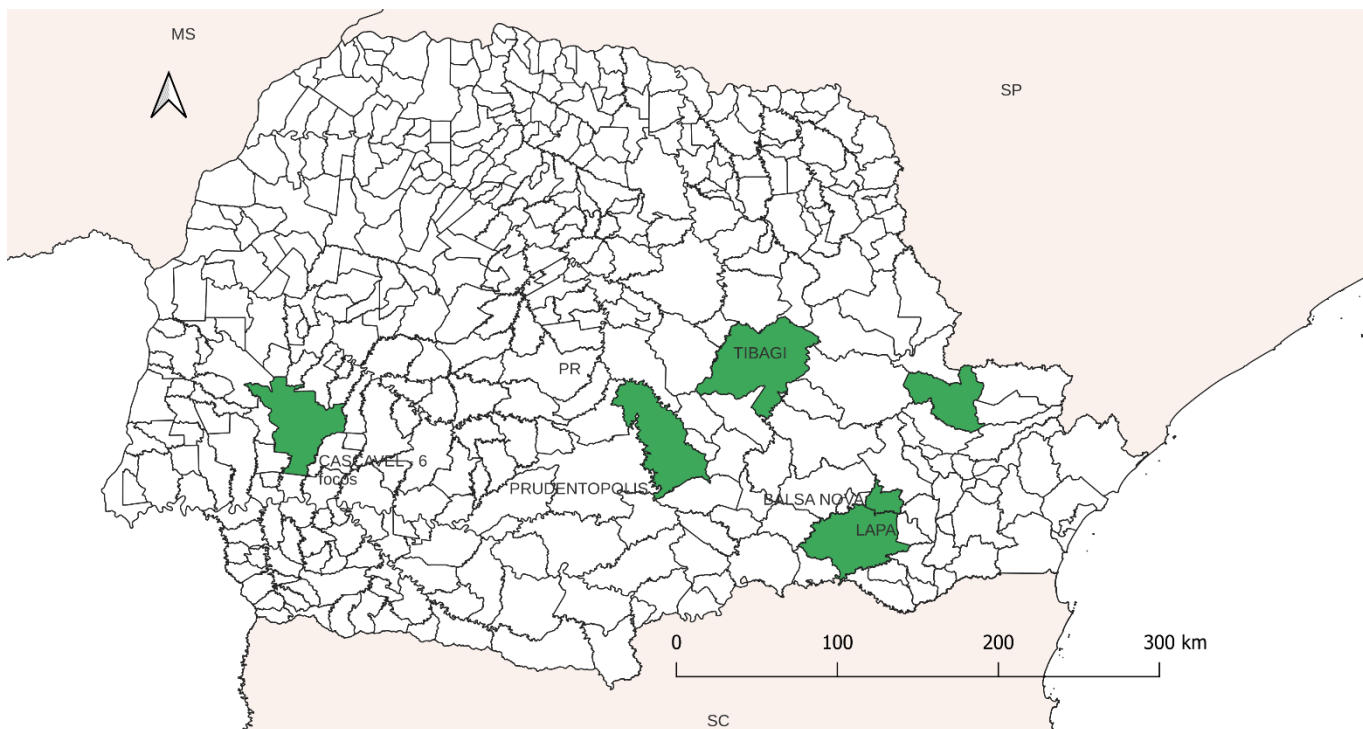 MS
SP
TIBAGI
PR
CASCAVEL - 6
focos
PRUDENTOPOLIS
BALSA NOVA
LAPA
0 100 200 300 km
SC